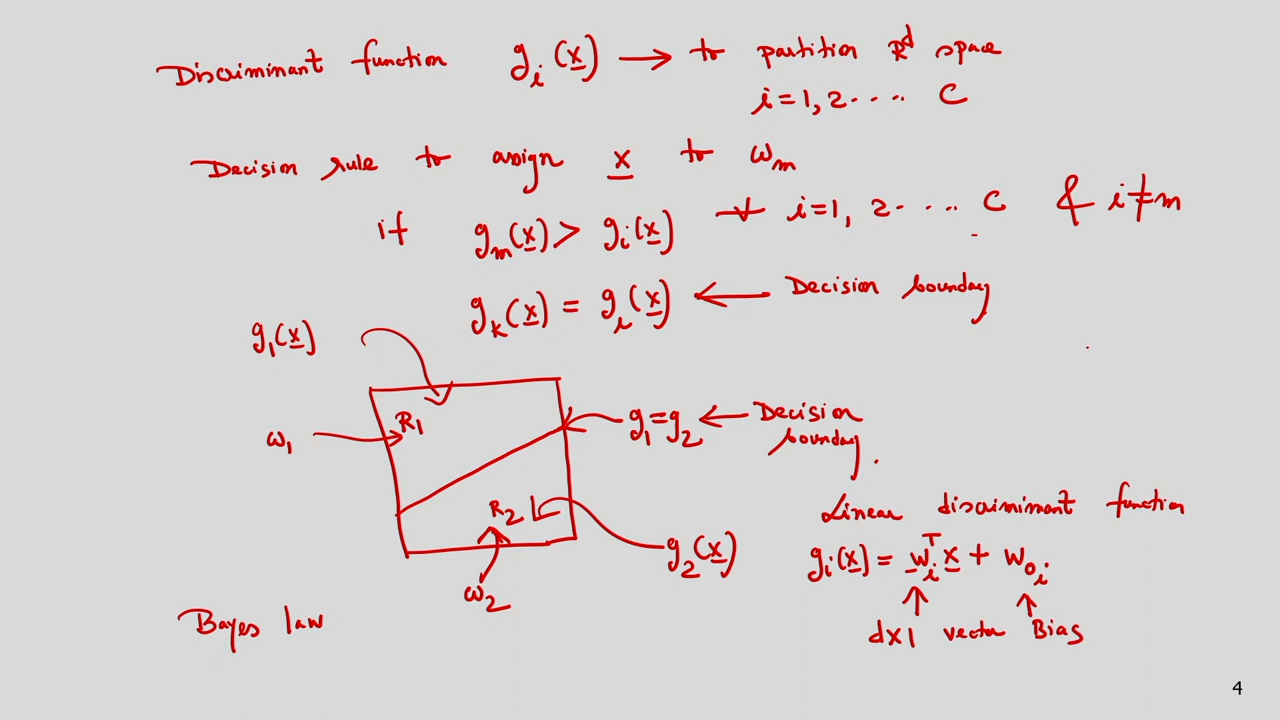 Discriminant function g_i(x) → to partition R^d space
i=1, 2 .... C
Decision rule to assign x to ω_m
if g_m(x) > g_i(x) ∀ i=1, 2 .... C & i≠m
g_k(x) = g_i(x) ← Decision boundary
g_1(x)
R_1
ω_1
g_1=g_2 ← Decision boundary.
R_2
g_2(x)
ω_2
Linear discriminant function
g_i(x) = w_i^T x + w_0i
↑ ↑
dx1 vector Bias
Bayes law
4